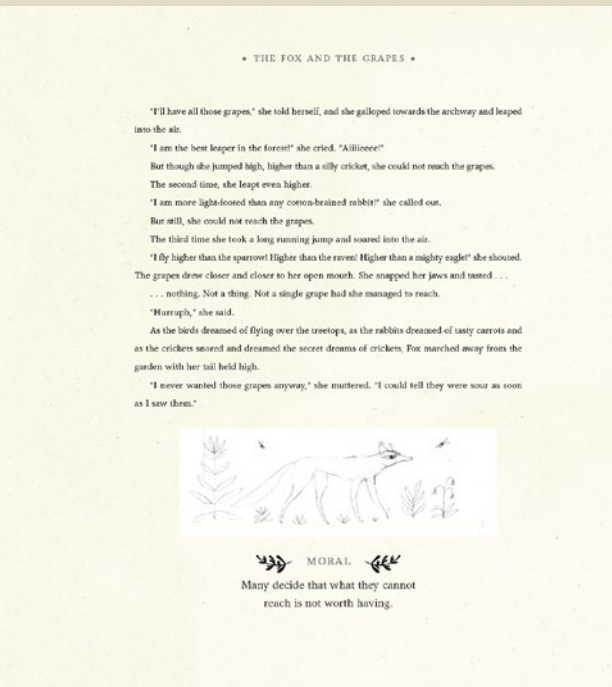 • THE FOX AND THE GRAPES •
"I'll have all those grapes," she told herself, and she galloped towards the archway and leaped
into the air.
"I am the best leaper in the forest!" she cried. "Aiiiieeee!"
But though she jumped high, higher than a silly cricket, she could not reach the grapes.
The second time, she leapt even higher.
"I am more light-footed than any cotton-brained rabbit!" she called out.
But still, she could not reach the grapes.
The third time she took a long running jump and soared into the air.
"I fly higher than the sparrow! Higher than the raven! Higher than a mighty eagle!" she shouted.
The grapes drew closer and closer to her open mouth. She snapped her jaws and tasted . . .
. . . nothing. Not a thing. Not a single grape had she managed to reach.
"Hurruph," she said.
As the birds dreamed of flying over the treetops, as the rabbits dreamed of tasty carrots and
as the crickets snored and dreamed the secret dreams of crickets, Fox marched away from the
garden with her tail held high.
"I never wanted those grapes anyway," she muttered. "I could tell they were sour as soon
as I saw them."
MORAL
Many decide that what they cannot
reach is not worth having.